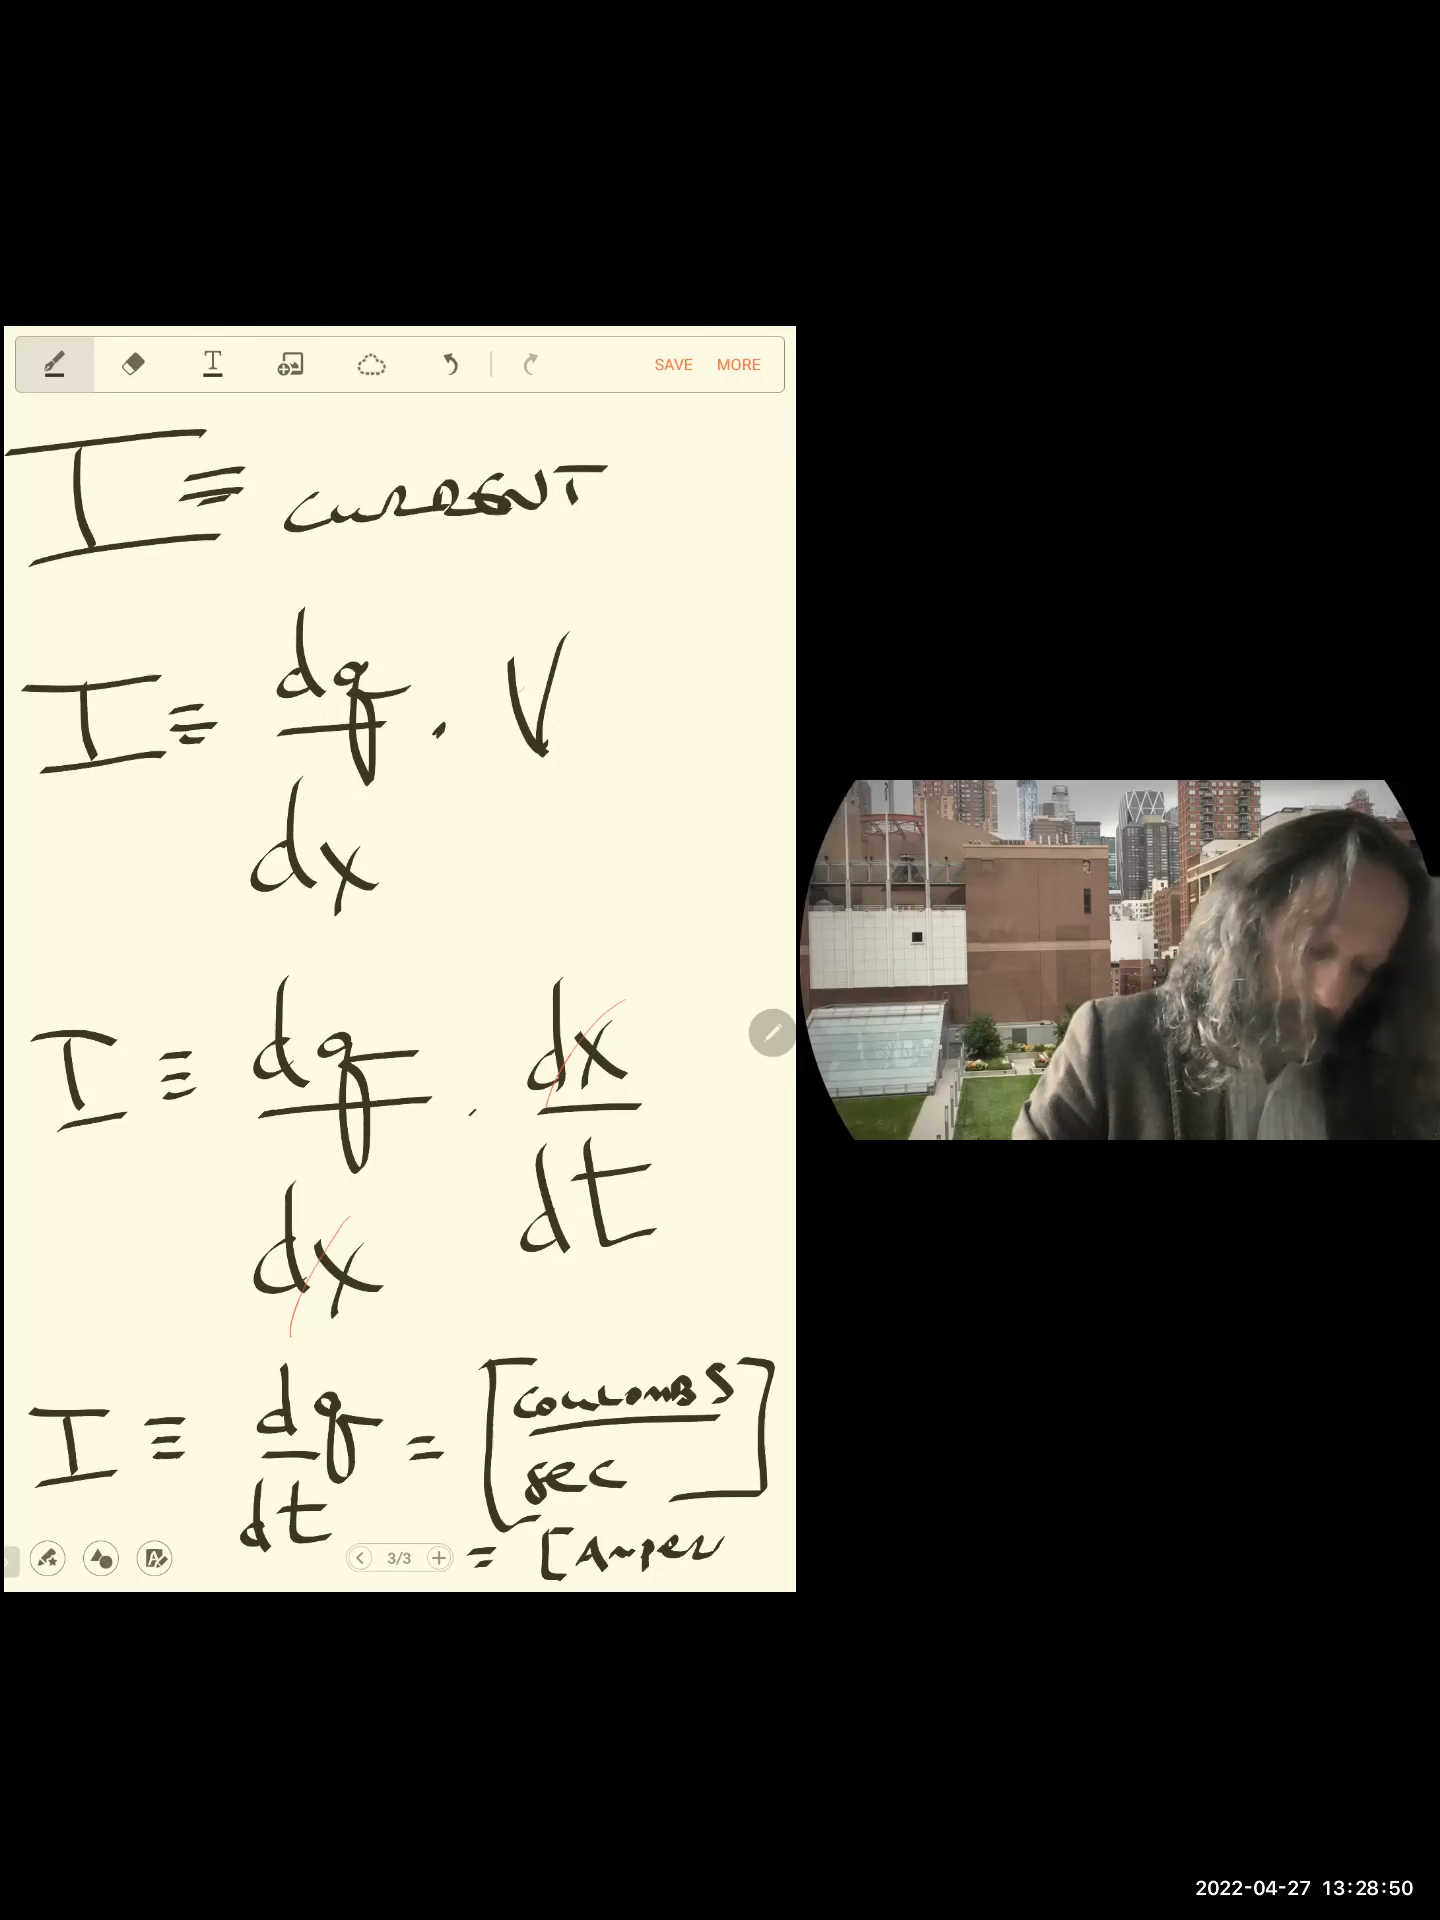 T
SAVE MORE
I ≡ CURRENT
I ≡ dq/dx · V
I ≡ dq/dx · dx/dt
I ≡ dq/dt = [COULOMBS/sec]
3/3
= [Amper
2022-04-27 13:28:50